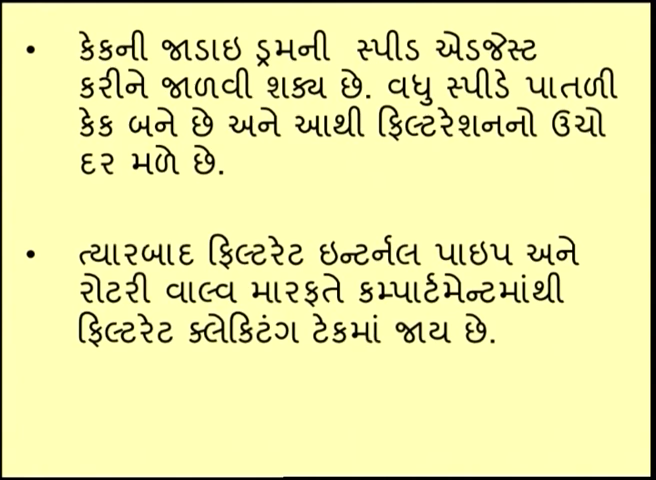 • કેકની જાડાઇ ડ્રમની  સ્પીડ એડજેસ્ટ
કરીને જાળવી શક્ય છે. વધુ સ્પીડે પાતળી
કેક બને છે અને આથી ફિલ્ટરેશનનો ઉચો
દર મળે છે.
• ત્યારબાદ ફિલ્ટરેટ ઇન્ટર્નલ પાઇપ અને
રોટરી વાલ્વ મારફતે કમ્પાર્ટમેન્ટમાંથી
ફિલ્ટરેટ ક્લેકિટંગ ટેકમાં જાય છે.